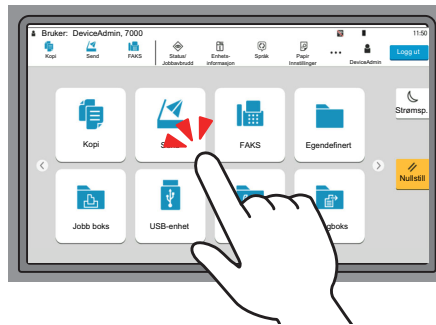 Bruker: DeviceAdmin, 7000 11:50
Kopi Send FAKS Status/ Jobbavbrudd Enhets- informasjon Språk Papir Innstillinger DeviceAdmin Logg ut
Strømsp.
Kopi FAKS Egendefinert
Nullstill
Jobb boks USB-enhet